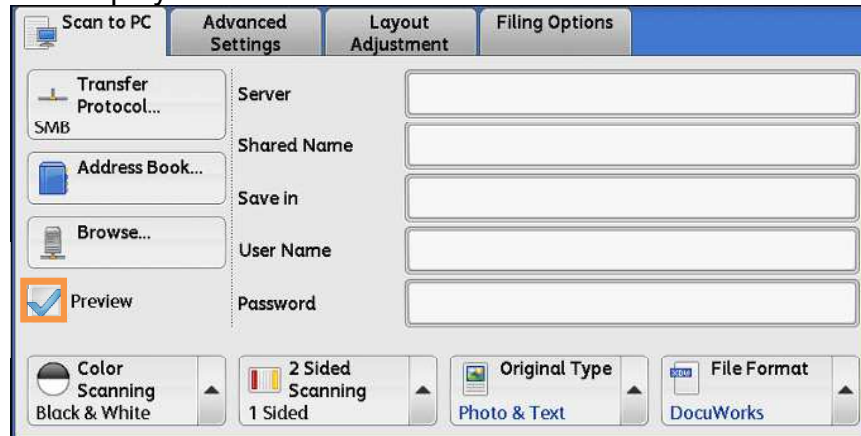 Scan to PC
Advanced
Settings
Layout
Adjustment
Filing Options
Transfer
Protocol...
SMB
Address Book...
Browse...
Preview
Server
Shared Name
Save in
User Name
Password
Color
Scanning
Black & White
2 Sided
Scanning
1 Sided
Original Type
Photo & Text
File Format
DocuWorks